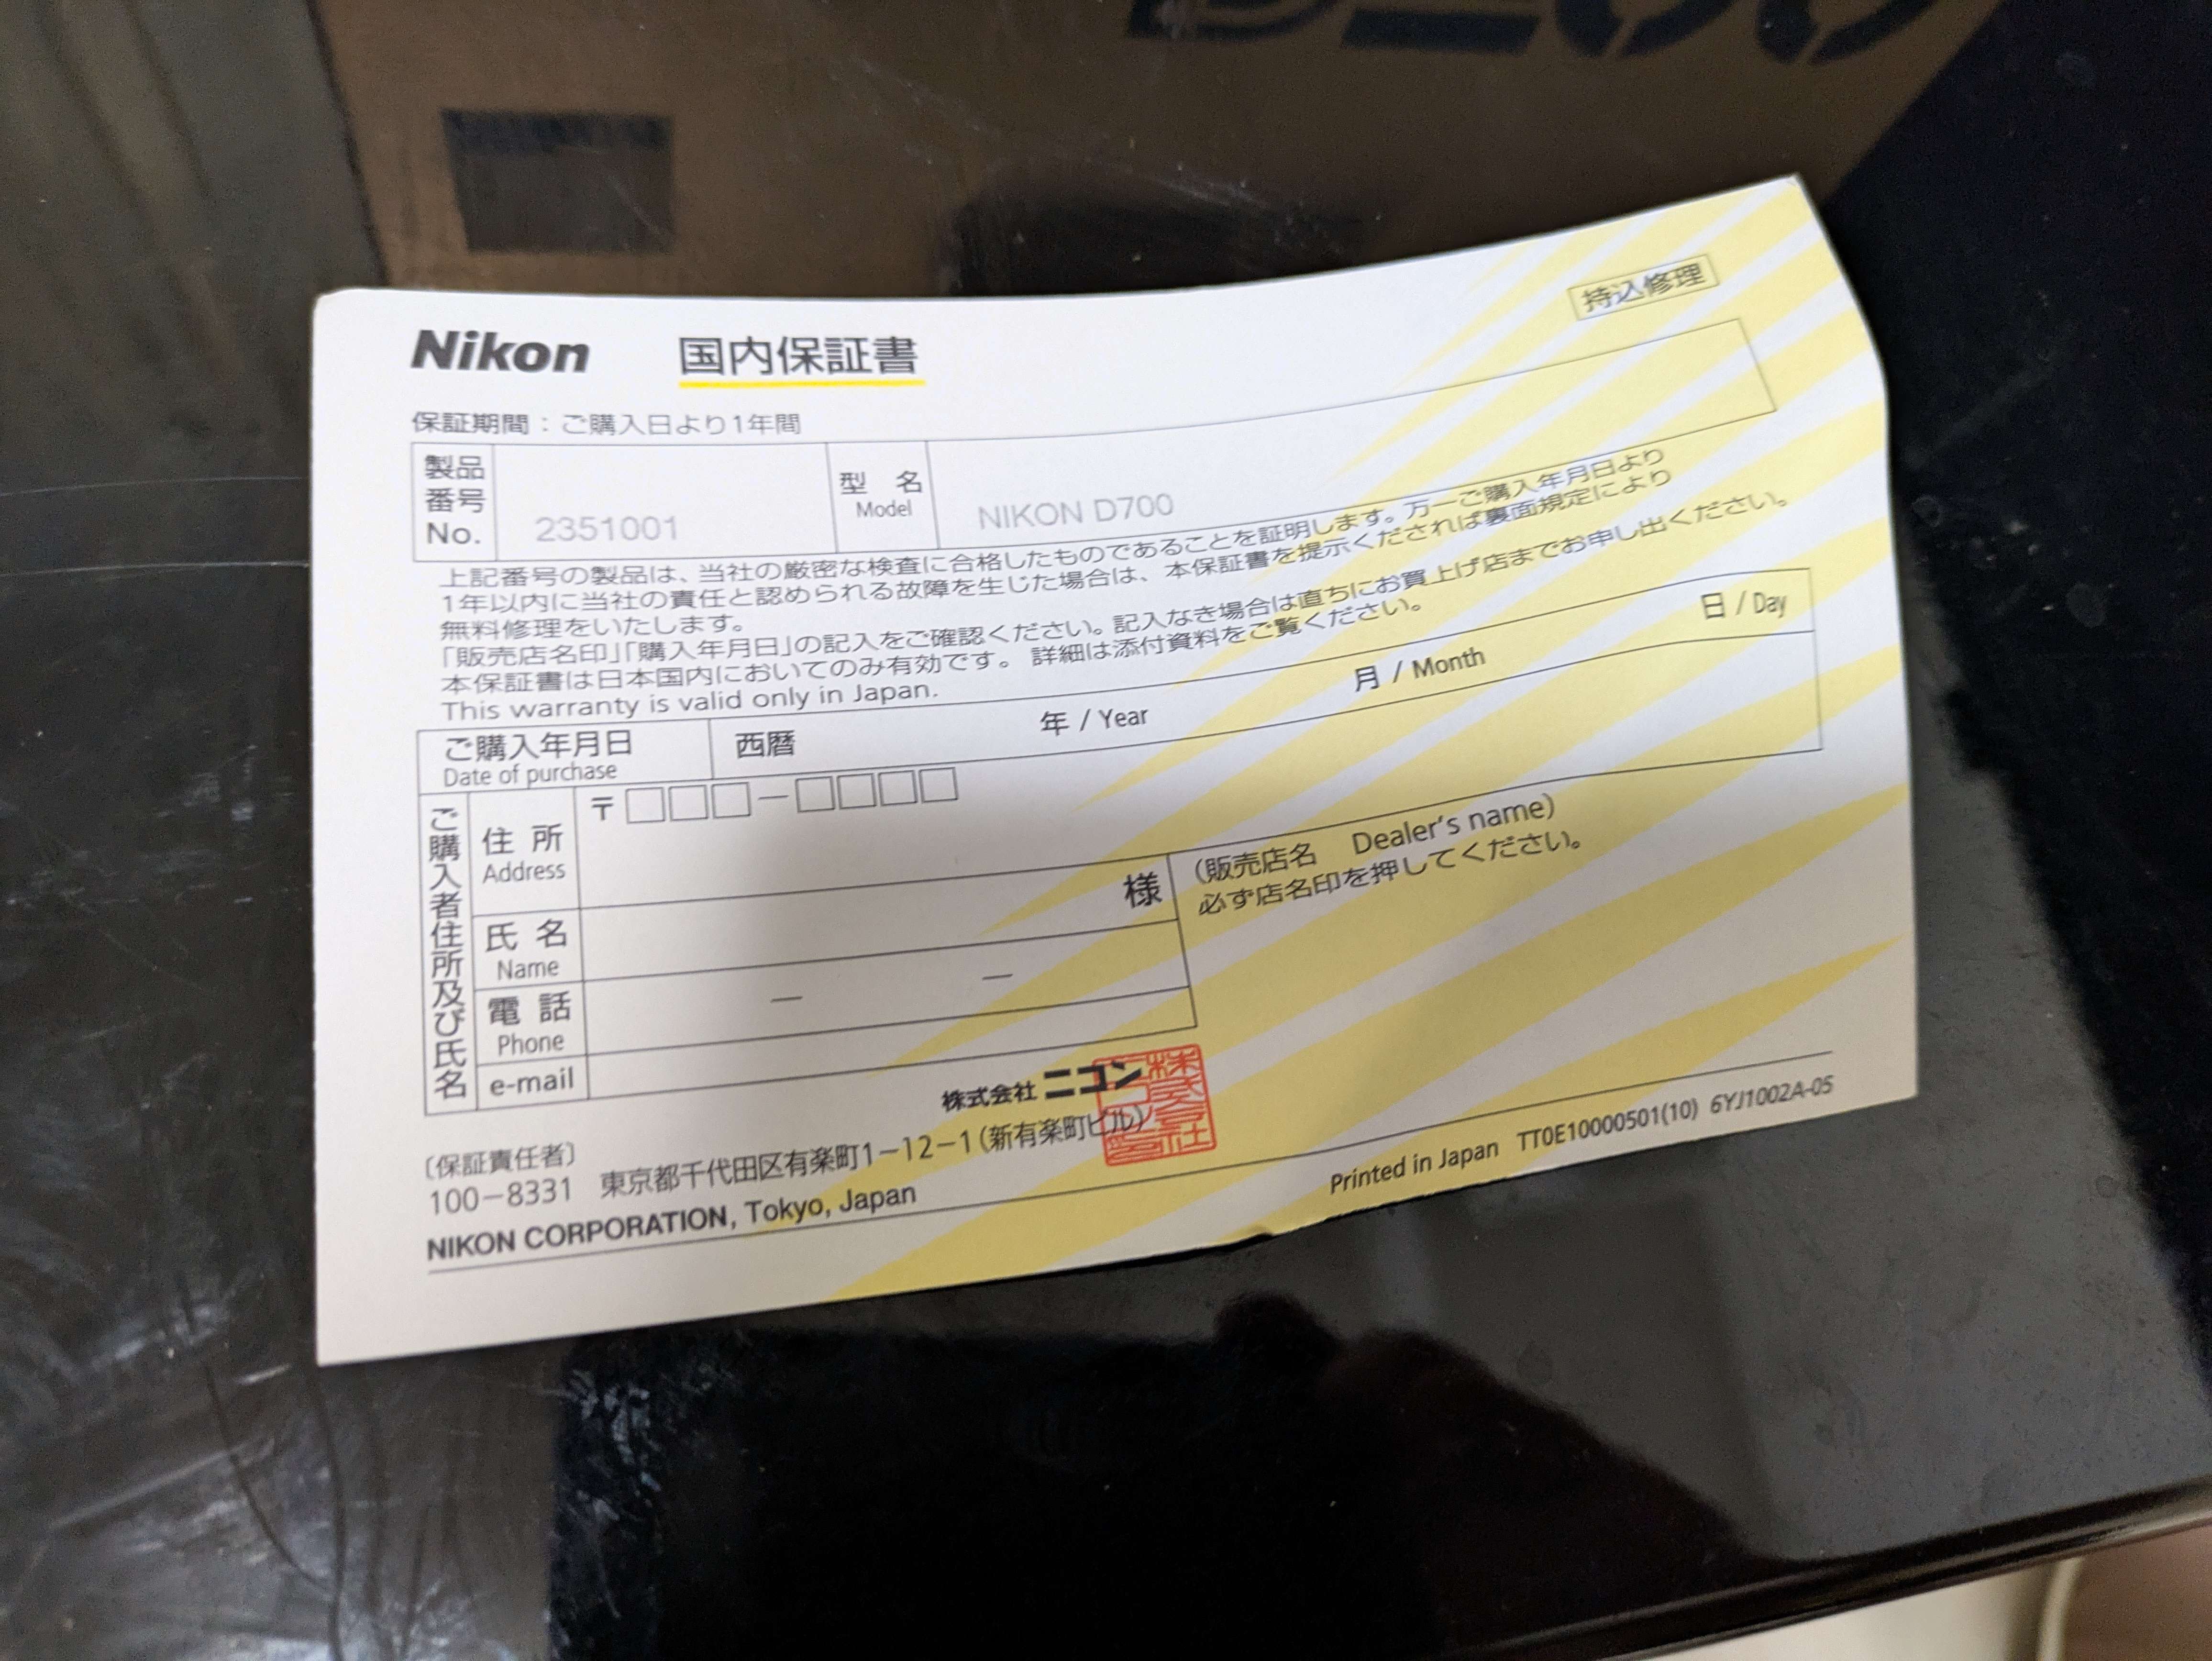 Nikon 国内保証書
持込修理
保証期間：ご購入日より1年間
製品番号 No. 2351001 型名 Model NIKON D700
上記番号の製品は、当社の厳密な検査に合格したものであることを証明します。万一ご購入年月日より
1年以内に当社の責任と認められる故障を生じた場合は、本保証書を提示くだされば裏面規定により
無料修理をいたします。
「販売店名印」「購入年月日」の記入をご確認ください。記入なき場合は直ちにお買上げ店までお申し出ください。
本保証書は日本国内においてのみ有効です。 詳細は添付資料をご覧ください。
This warranty is valid only in Japan.
ご購入年月日 西暦 年 / Year 月 / Month 日 / Day
Date of purchase
ご購入者住所及び氏名
住所 〒 —
Address
様
氏名
Name
電話 — —
Phone
e-mail
(販売店名 Dealer's name)
必ず店名印を押してください。
株式会社 ニコン
〔保証責任者〕
100−8331 東京都千代田区有楽町1−12−1(新有楽町ビル)
NIKON CORPORATION, Tokyo, Japan
Printed in Japan TT0E10000501(10) 6YJ1002A-05